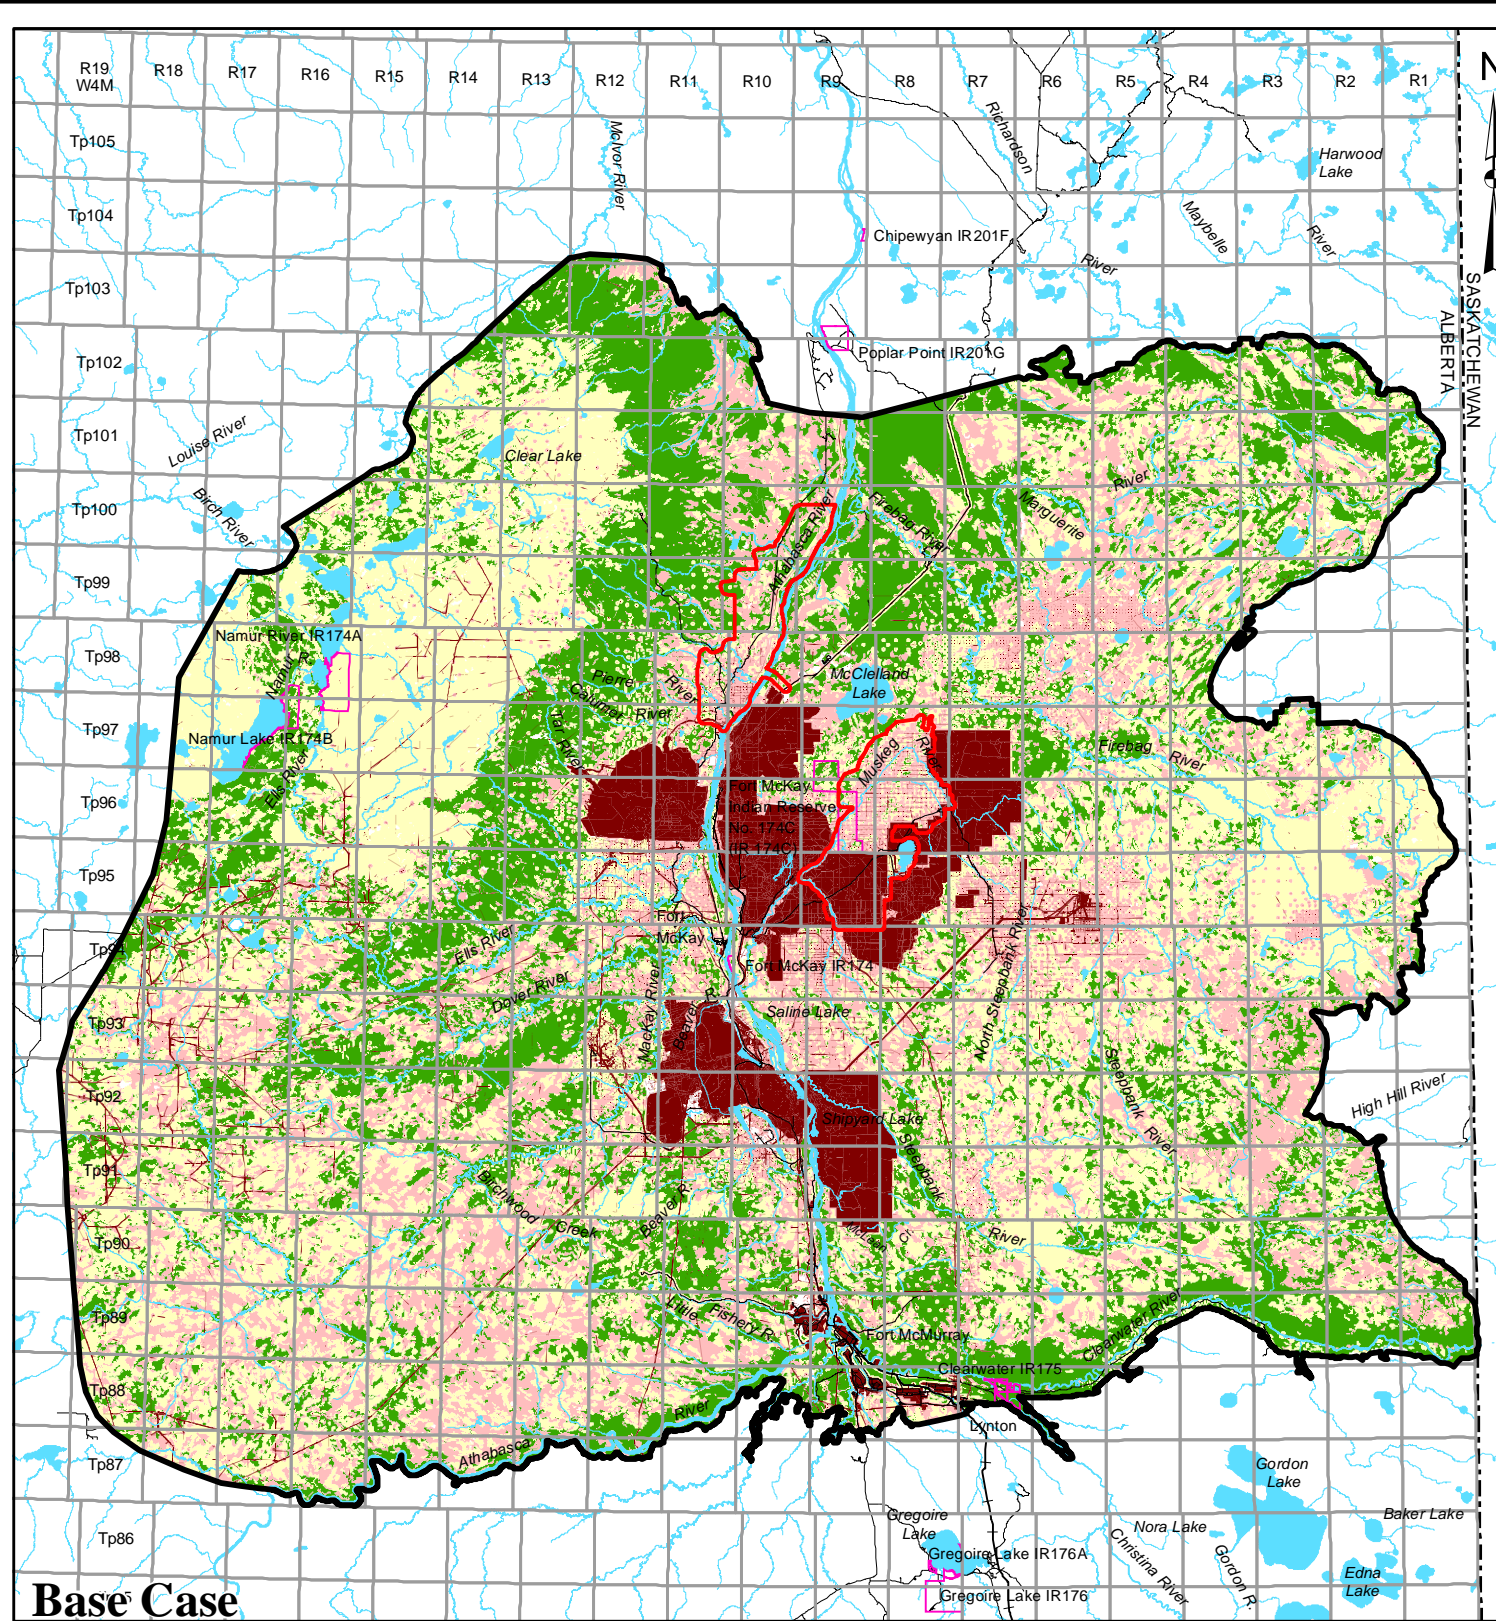 R19
W4M
R18
R17
R16
R15
R14
R13
R12
R11
R10
R9
R8
R7
R6
R5
R4
R3
R2
R1
N
Tp105
McIvor River
Richardson
Harwood
Lake
Tp104
Maybelle
River
Chipewyan IR201F
River
Tp103
SASKATCHEWAN
ALBERTA
Tp102
Poplar Point IR201G
Tp101
Louise River
Clear Lake
Tp100
Birch River
Athabasca River
Firebag River
Marguerite
River
Tp99
Namur River IR174A
Tp98
Namur
R.
Pierre
River
McClelland
Lake
Calumet
River
Tp97
Namur Lake IR174B
Tar River
Muskeg
River
Firebag
River
Tp96
Ells River
Fort McKay
Indian Reserve
No. 174C
(IR 174C)
Tp95
Fort
McKay
Tp94
Ells River
Fort McKay IR174
North Steepbank River
Dover River
MacKay River
Beaver
R.
Saline Lake
Tp93
Steepbank
River
Tp92
High Hill River
Shipyard Lake
Steepbank
River
Tp91
Birchwood
Creek
Beaver R.
Tp90
McLean
Cr.
Tp89
Little
Fishery R.
Fort McMurray
Clearwater River
Clearwater IR175
Tp88
River
Lynton
Athabasca
Tp87
Gordon
Lake
Gregoire
Lake
Baker Lake
Nora Lake
Tp86
Christina River
Gordon R.
Gregoire Lake IR176A
Edna
Lake
Gregoire Lake IR176
Base Case